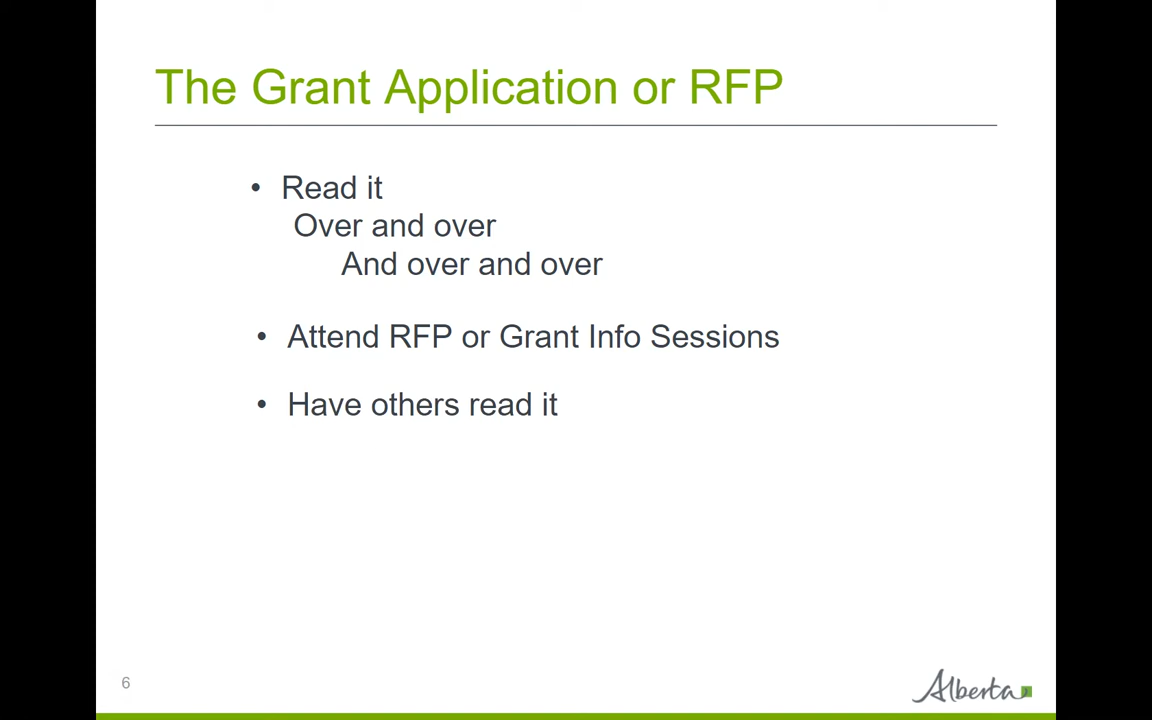 The Grant Application or RFP
• Read it
Over and over
And over and over
• Attend RFP or Grant Info Sessions
• Have others read it
6
Alberta